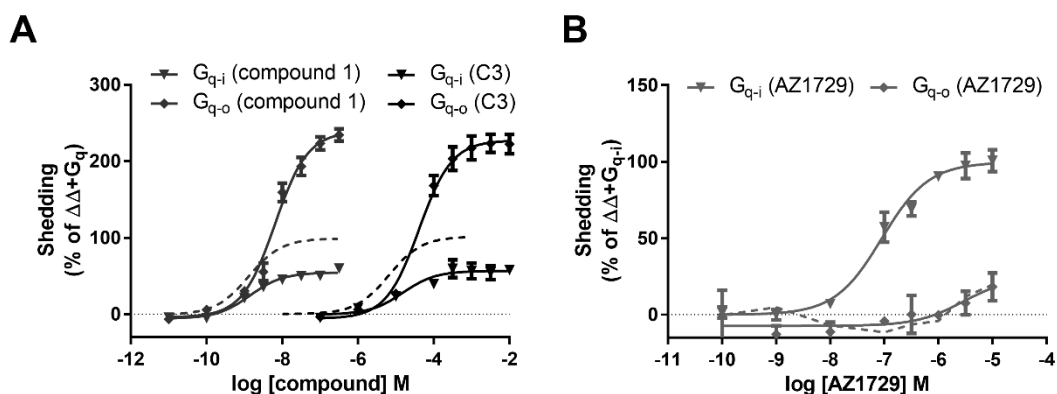 A
B
G_q-i (compound 1)
G_q-o (compound 1)
G_q-i (C3)
G_q-o (C3)
Shedding
(% of ΔΔ+G_q)
300
200
100
0
-12
-10
-8
-6
-4
-2
log [compound] M
G_q-i (AZ1729)
G_q-o (AZ1729)
Shedding
(% of ΔΔ+G_q-i)
150
100
50
0
-11
-10
-9
-8
-7
-6
-5
-4
log [AZ1729] M